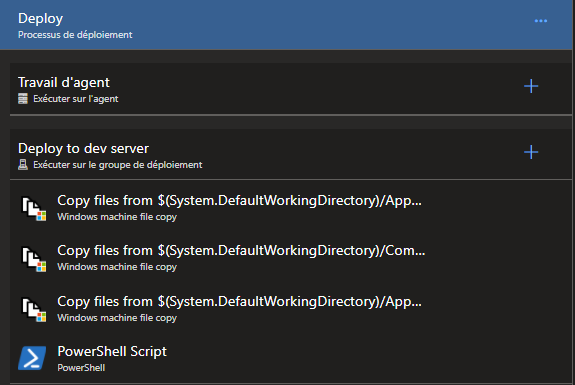 Deploy
Processus de déploiement
Travail d'agent
Exécuter sur l'agent
Deploy to dev server
Exécuter sur le groupe de déploiement
Copy files from $(System.DefaultWorkingDirectory)/App...
Windows machine file copy
Copy files from $(System.DefaultWorkingDirectory)/Com...
Windows machine file copy
Copy files from $(System.DefaultWorkingDirectory)/App...
Windows machine file copy
PowerShell Script
PowerShell